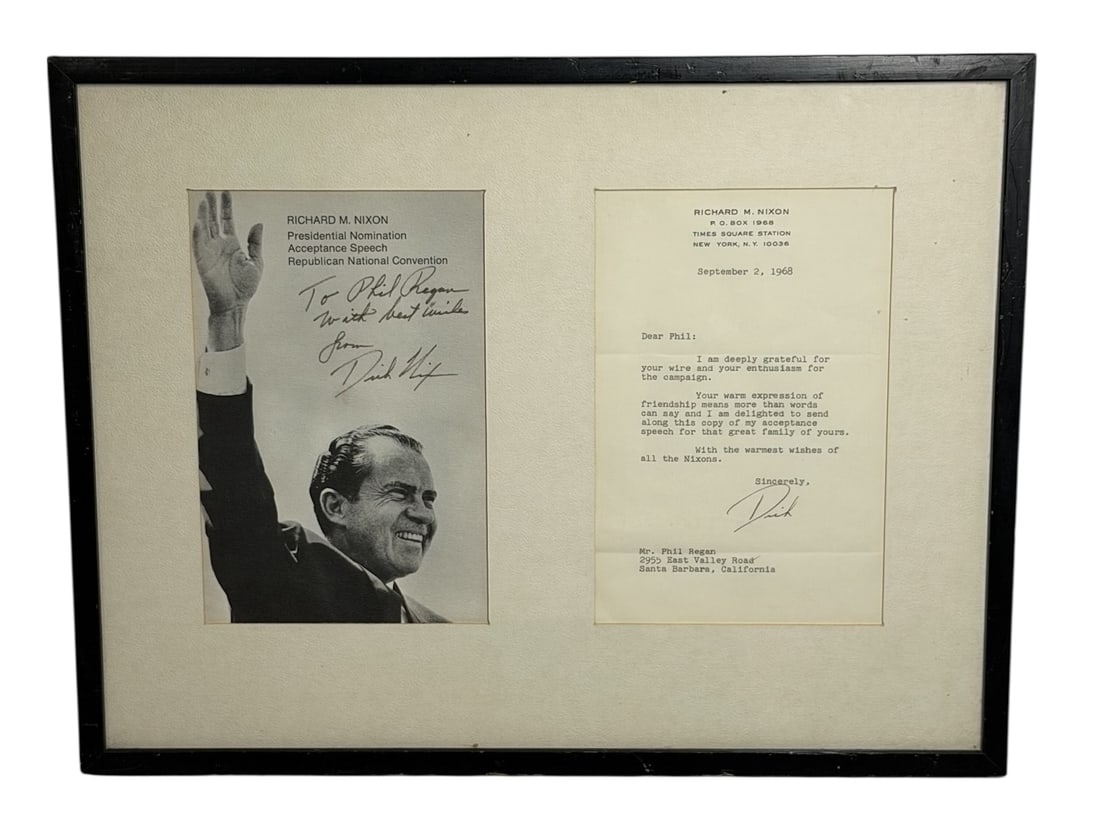 RICHARD M. NIXON
Presidential Nomination
Acceptance Speech
Republican National Convention
To Phil Regan
With best wishes
from
Dick Nixon
RICHARD M. NIXON
P. O. BOX 1968
TIMES SQUARE STATION
NEW YORK, N.Y. 10036
September 2, 1968
Dear Phil:
I am deeply grateful for
your wire and your enthusiasm for
the campaign.
Your warm expression of
friendship means more than words
can say and I am delighted to send
along this copy of my acceptance
speech for that great family of yours.
With the warmest wishes of
all the Nixons.
Sincerely,
Dick
Mr. Phil Regan
2955 East Valley Road
Santa Barbara, California